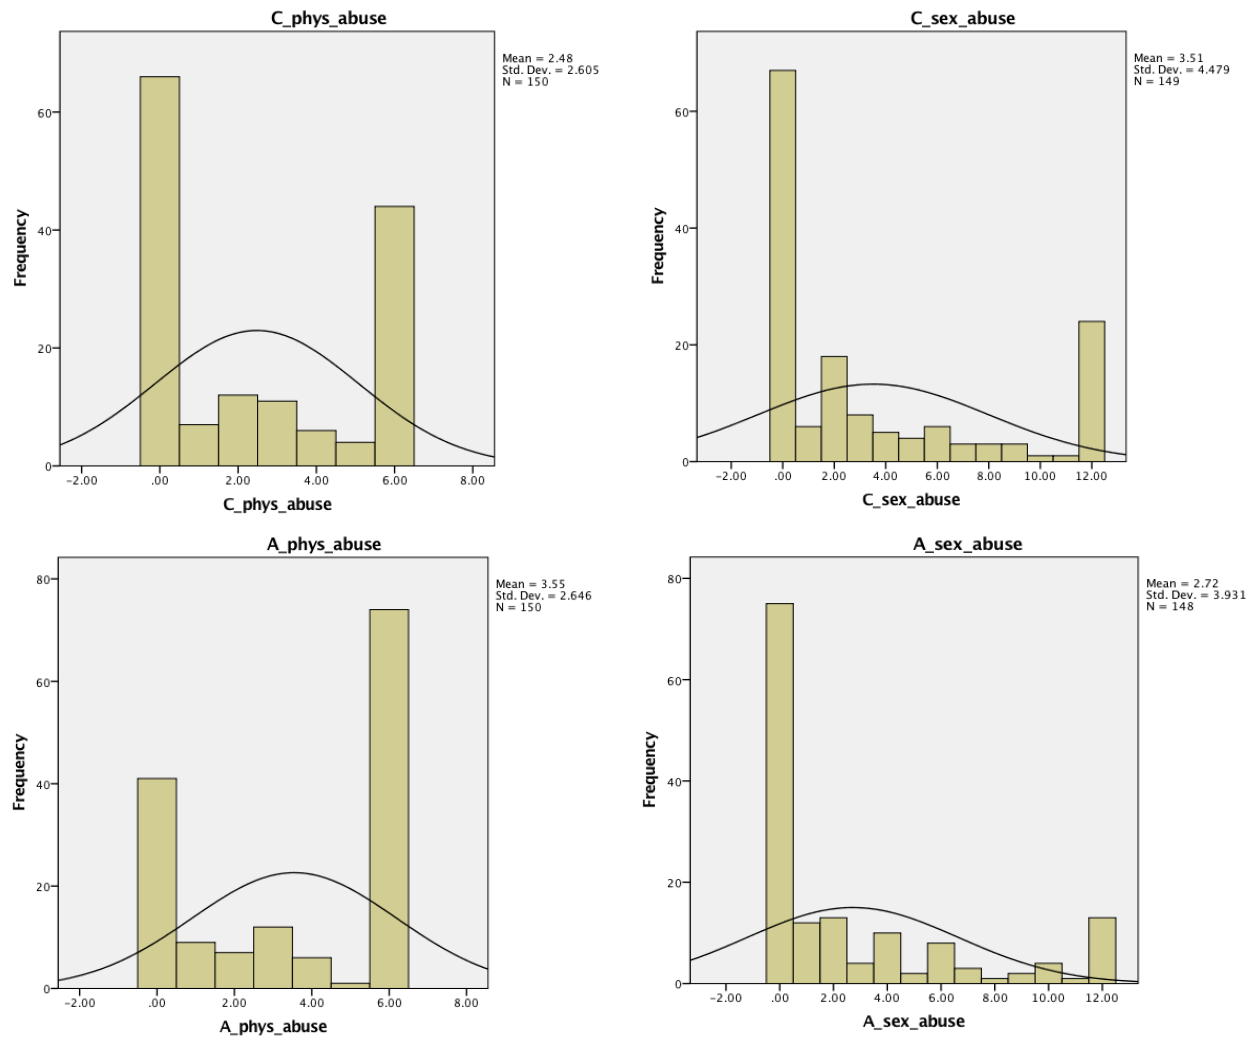 C_phys_abuse
Mean = 2.48
Std. Dev. = 2.605
N = 150
60
40
20
0
Frequency
-2.00 .00 2.00 4.00 6.00 8.00
C_phys_abuse
C_sex_abuse
Mean = 3.51
Std. Dev. = 4.479
N = 149
60
40
20
0
Frequency
-2.00 .00 2.00 4.00 6.00 8.00 10.00 12.00
C_sex_abuse
A_phys_abuse
Mean = 3.55
Std. Dev. = 2.646
N = 150
80
60
40
20
0
Frequency
-2.00 .00 2.00 4.00 6.00 8.00
A_phys_abuse
A_sex_abuse
Mean = 2.72
Std. Dev. = 3.931
N = 148
80
60
40
20
0
Frequency
-2.00 .00 2.00 4.00 6.00 8.00 10.00 12.00
A_sex_abuse